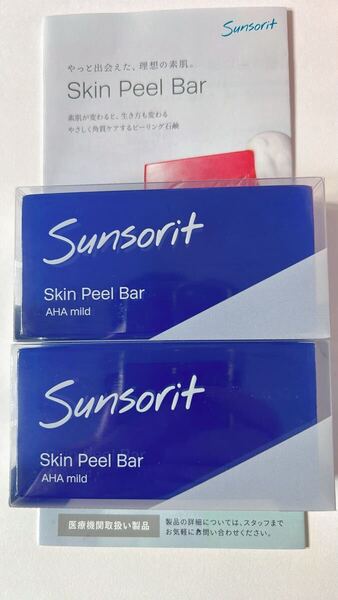 Sunsorit
やっと出会えた、理想の素肌。
Skin Peel Bar
素肌が変わると、生き方も変わる
やさしく角質ケアするピーリング石鹸
Sunsorit
Skin Peel Bar
AHA mild
Sunsorit
Skin Peel Bar
AHA mild
医療機関取扱い製品
製品の詳細については、スタッフまで
お気軽にお問い合わせください。